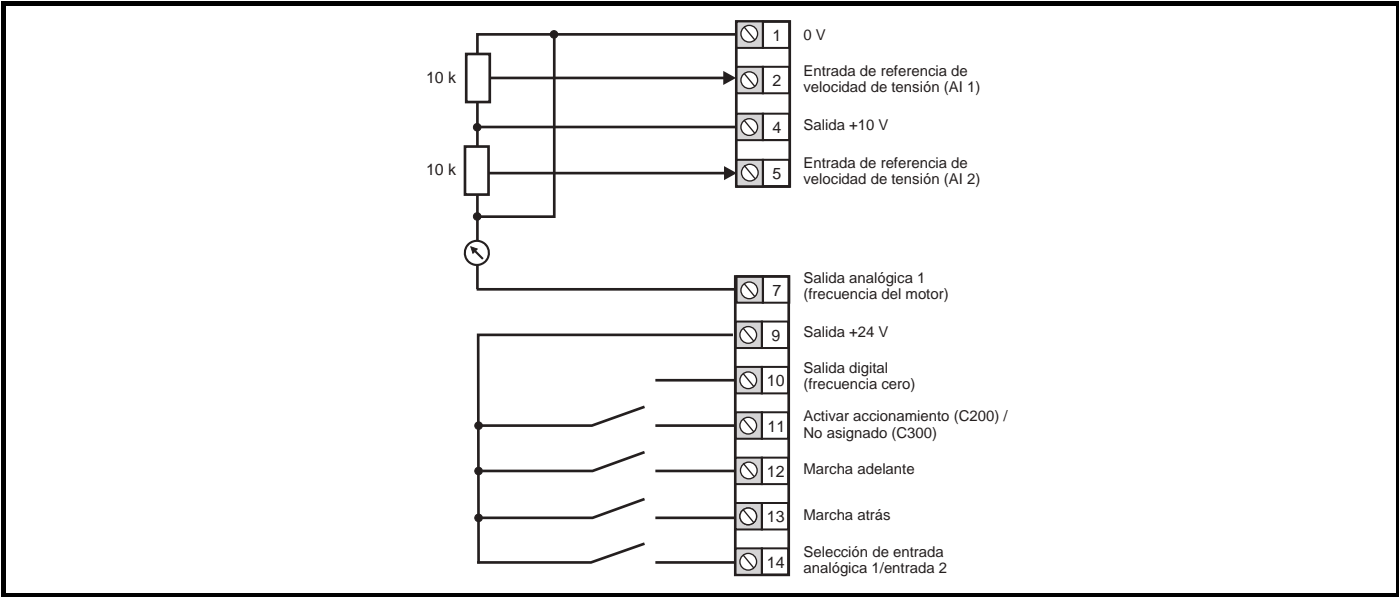 1 0 V
10 k
2 Entrada de referencia de
velocidad de tensión (AI 1)
4 Salida +10 V
10 k
5 Entrada de referencia de
velocidad de tensión (AI 2)
7 Salida analógica 1
(frecuencia del motor)
9 Salida +24 V
10 Salida digital
(frecuencia cero)
11 Activar accionamiento (C200) /
No asignado (C300)
12 Marcha adelante
13 Marcha atrás
14 Selección de entrada
analógica 1/entrada 2